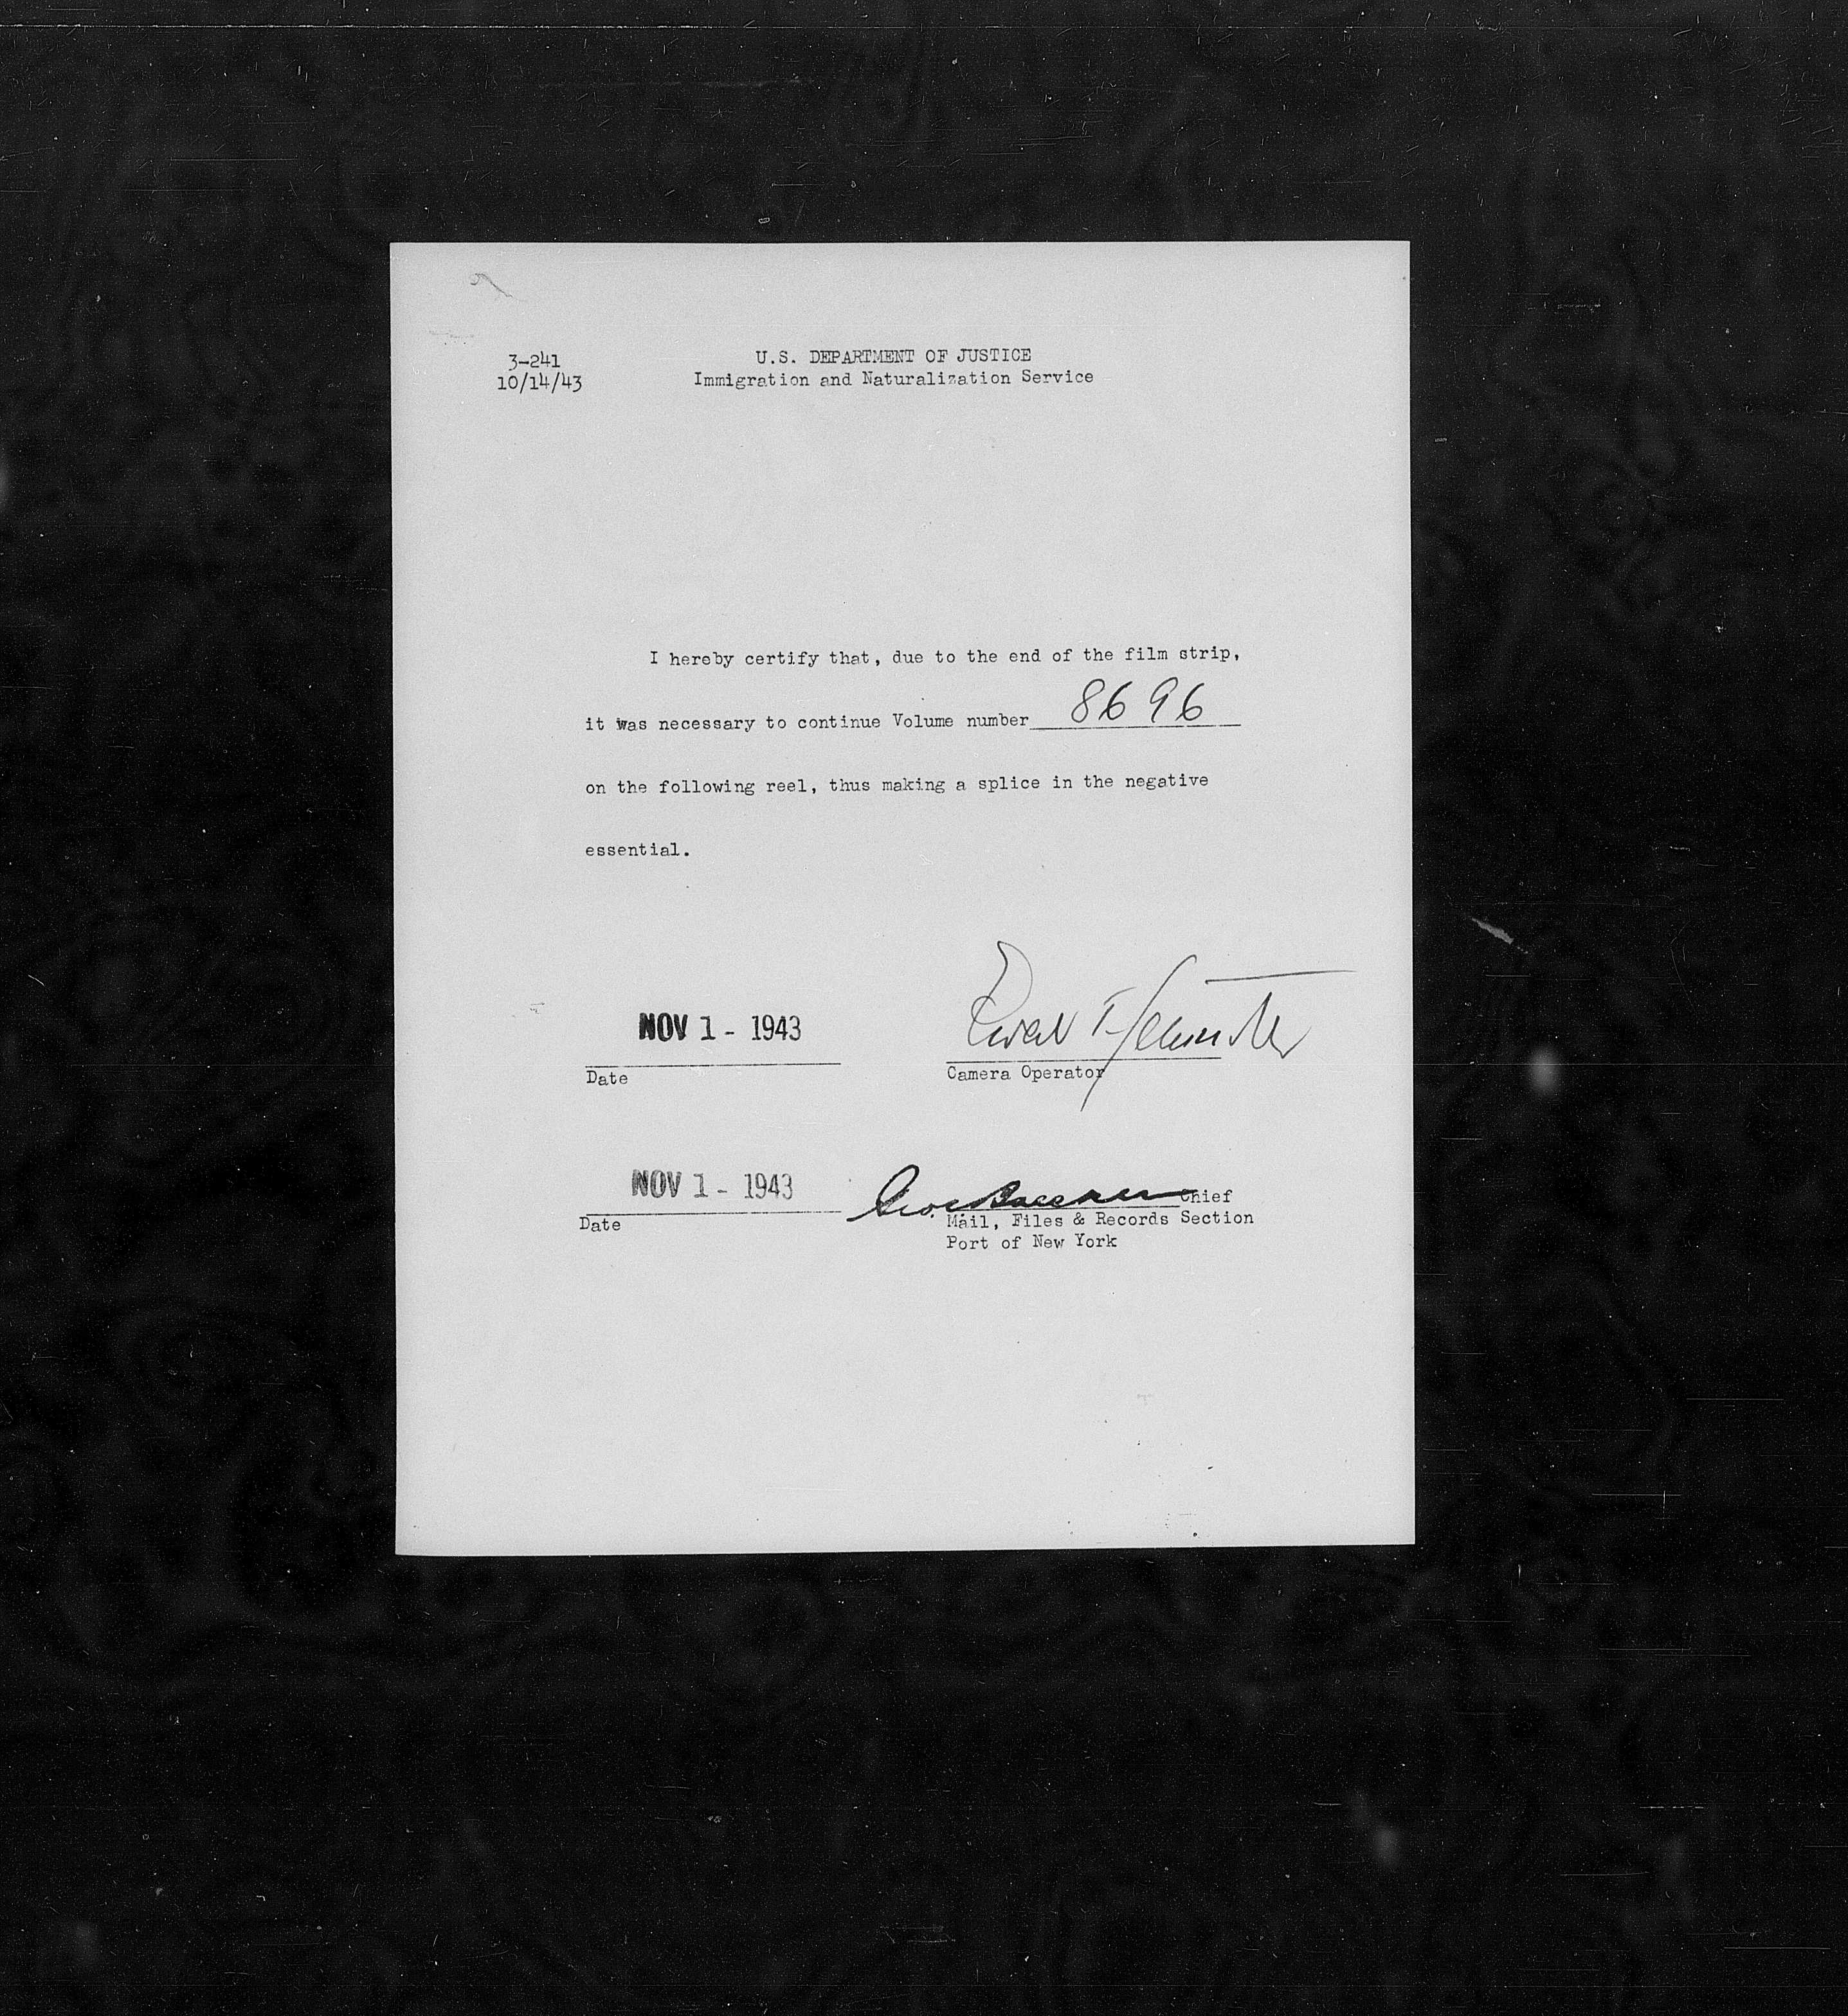 3-241
10/14/43
U.S. DEPARTMENT OF JUSTICE
Immigration and Naturalization Service
I hereby certify that, due to the end of the film strip,
it was necessary to continue Volume number 8696
on the following reel, thus making a splice in the negative
essential.
NOV 1 - 1943
Date
Camera Operator
NOV 1 - 1943
Date
Chief
Mail, Files & Records Section
Port of New York